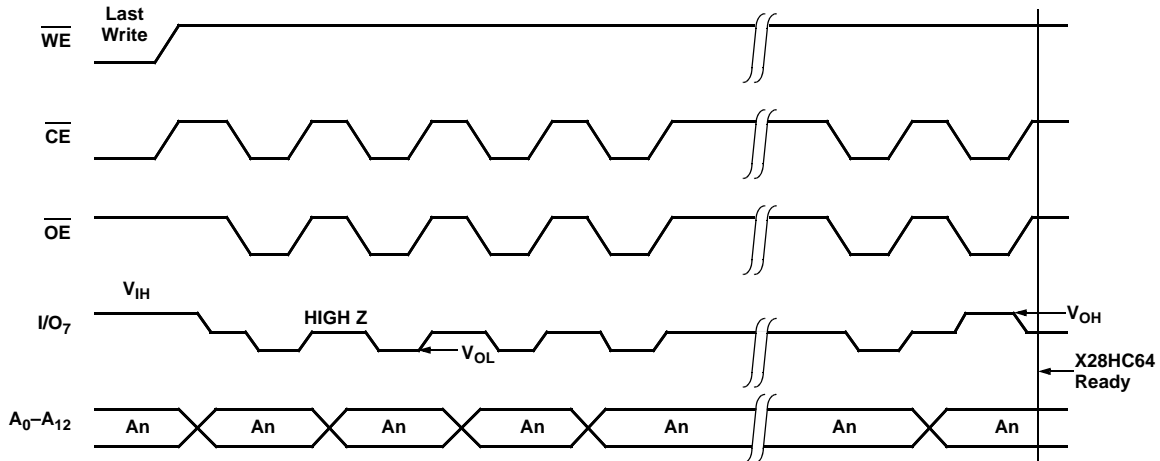 Last
Write
WE
CE
OE
VIH
I/O7
HIGH Z
VOL
VOH
X28HC64
Ready
A0–A12
An
An
An
An
An
An
An